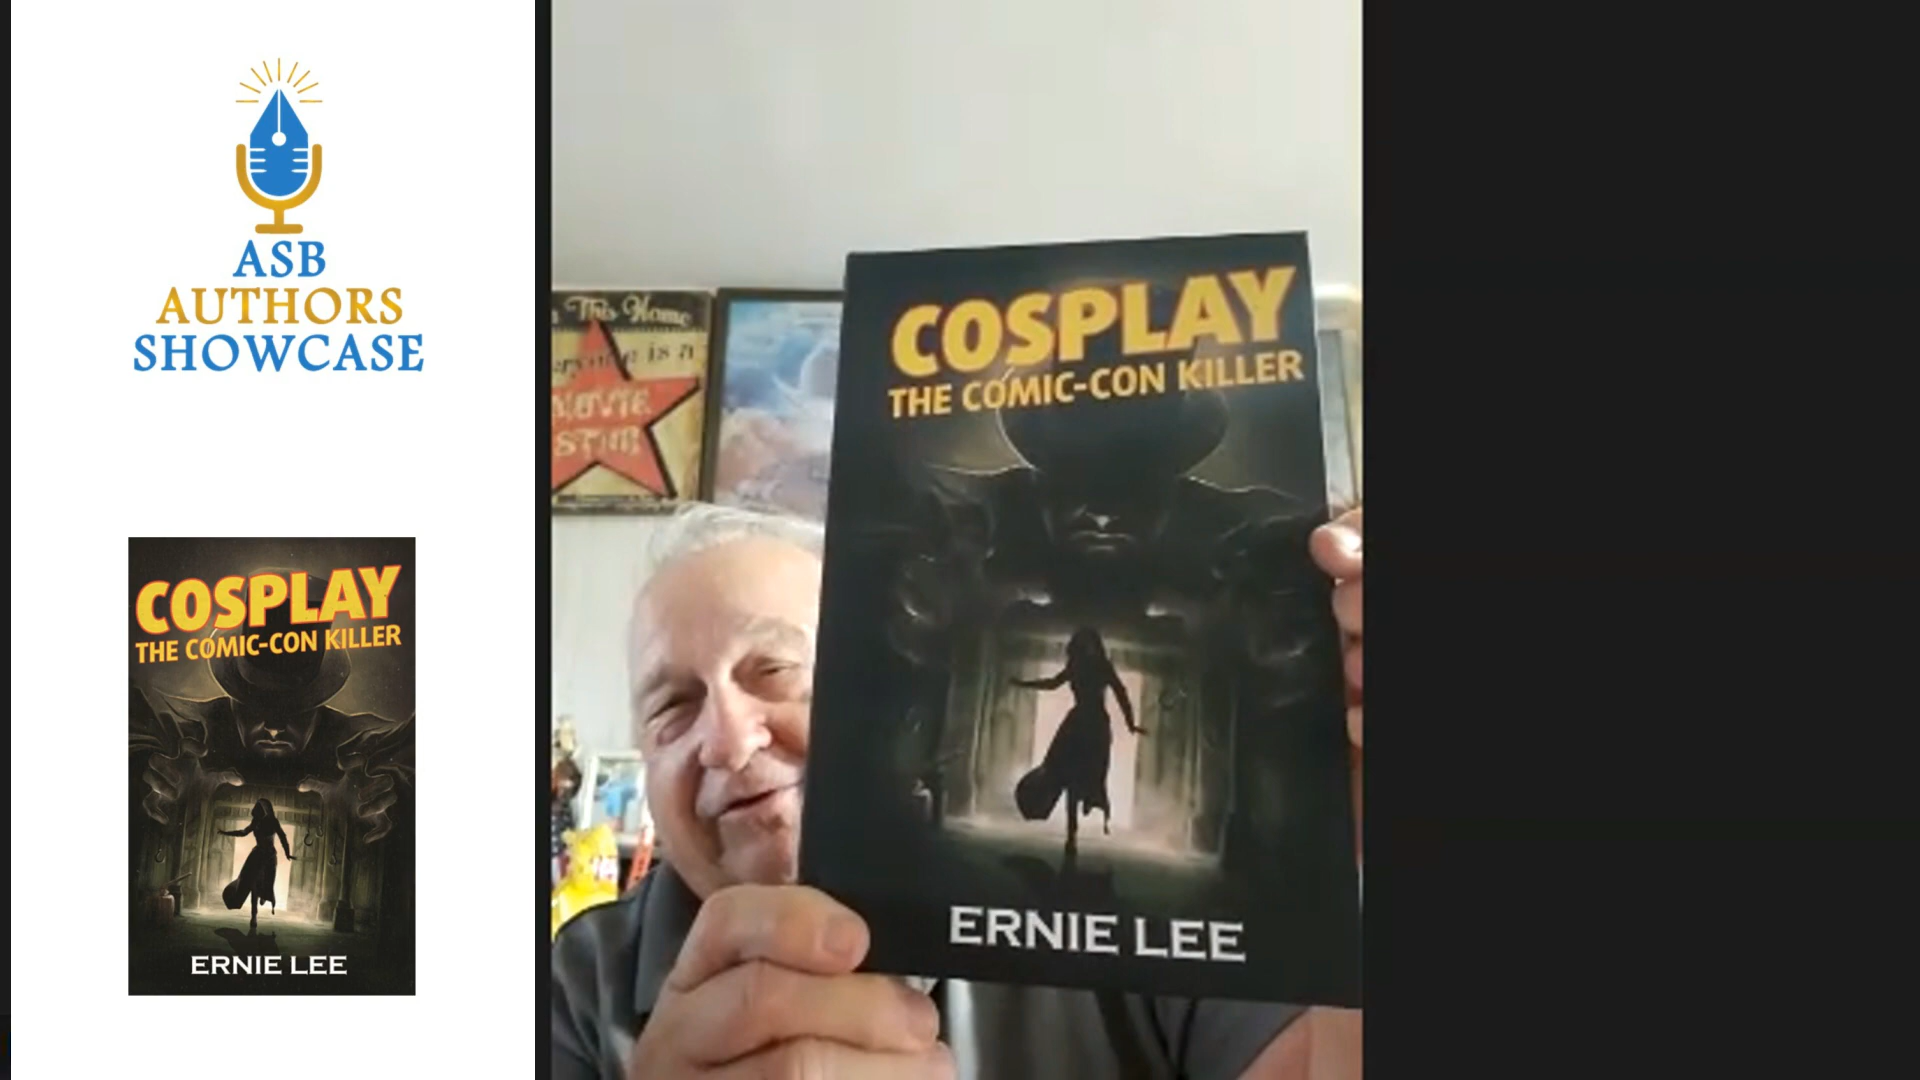 ASB
AUTHORS
SHOWCASE
COSPLAY
THE COMIC-CON KILLER
ERNIE LEE
This Home
is a
MOVIE
STAR
COSPLAY
THE COMIC-CON KILLER
ERNIE LEE